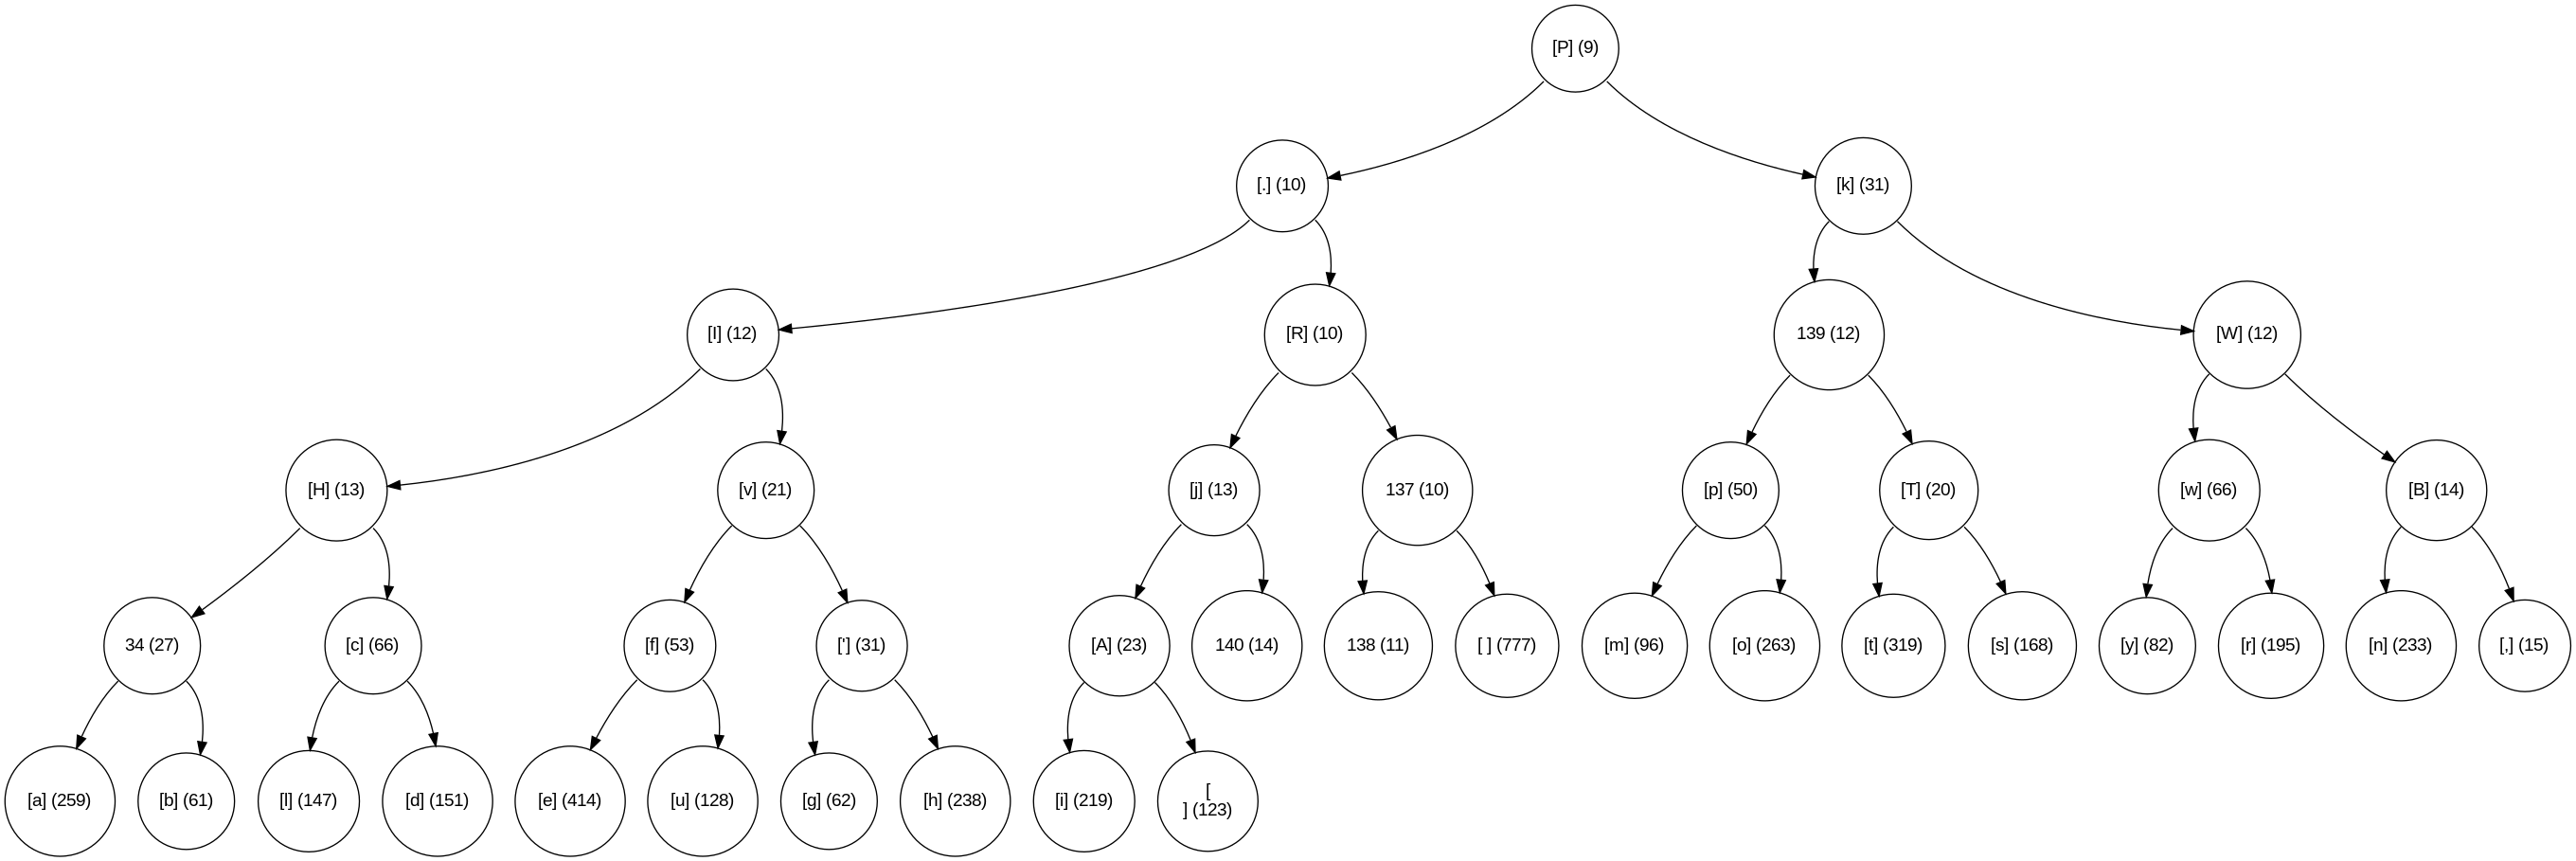 [P] (9)
[.] (10)
[k] (31)
[I] (12)
[R] (10)
139 (12)
[W] (12)
[H] (13)
[v] (21)
[j] (13)
137 (10)
[p] (50)
[T] (20)
[w] (66)
[B] (14)
34 (27)
[c] (66)
[f] (53)
['] (31)
[A] (23)
140 (14)
138 (11)
[ ] (777)
[m] (96)
[o] (263)
[t] (319)
[s] (168)
[y] (82)
[r] (195)
[n] (233)
[,] (15)
[a] (259)
[b] (61)
[l] (147)
[d] (151)
[e] (414)
[u] (128)
[g] (62)
[h] (238)
[i] (219)
[
] (123)